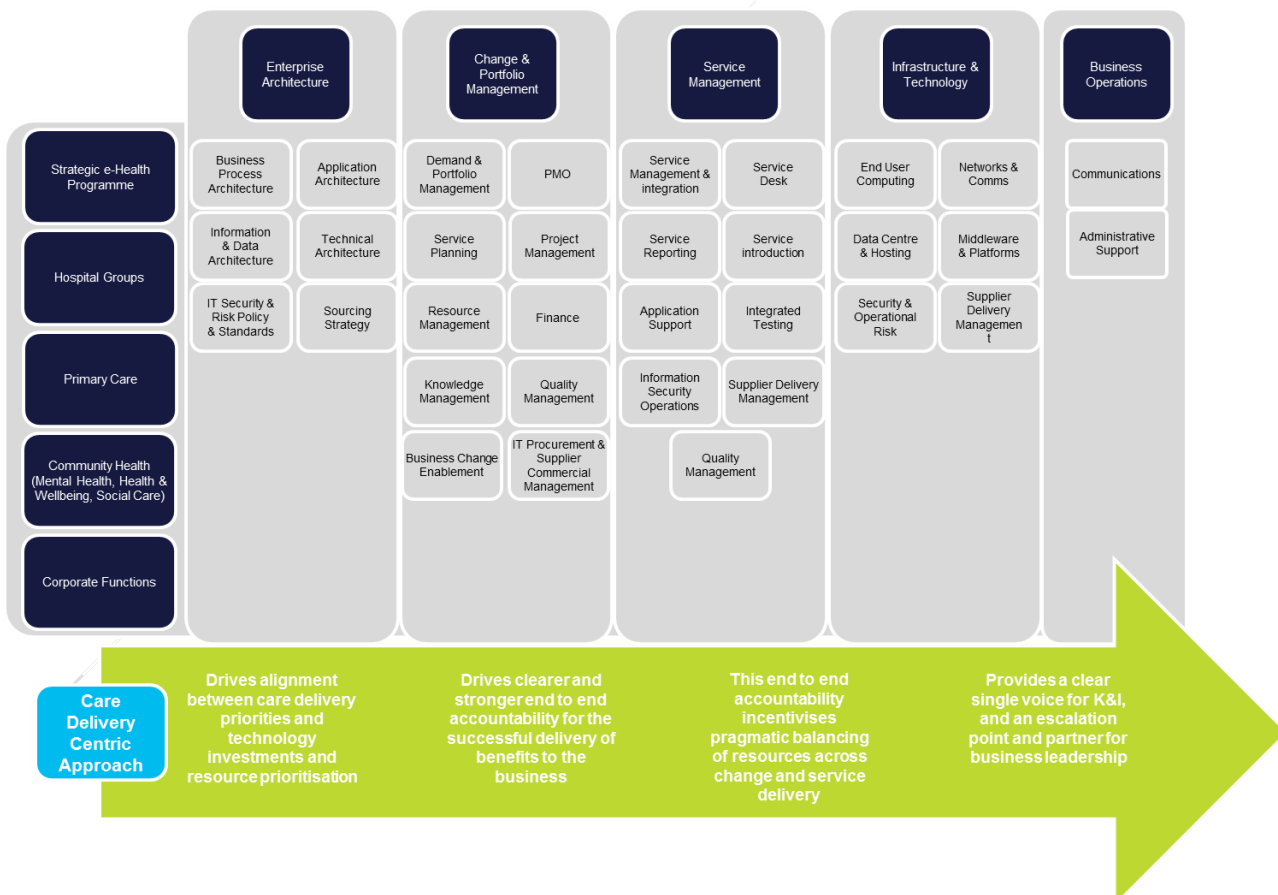 Enterprise
Architecture
Change &
Portfolio
Management
Service
Management
Infrastructure &
Technology
Business
Operations
Strategic e-Health
Programme
Hospital Groups
Primary Care
Community Health
(Mental Health, Health &
Wellbeing, Social Care)
Corporate Functions
Business
Process
Architecture
Application
Architecture
Information
& Data
Architecture
Technical
Architecture
IT Security &
Risk Policy
& Standards
Sourcing
Strategy
Demand &
Portfolio
Management
PMO
Service
Planning
Project
Management
Resource
Management
Finance
Knowledge
Management
Quality
Management
Business Change
Enablement
IT Procurement &
Supplier
Commercial
Management
Service
Management &
integration
Service
Desk
Service
Reporting
Service
introduction
Application
Support
Integrated
Testing
Information
Security
Operations
Supplier Delivery
Management
Quality
Management
End User
Computing
Networks &
Comms
Data Centre
& Hosting
Middleware
& Platforms
Security &
Operational
Risk
Supplier
Delivery
Managemen
t
Communications
Administrative
Support
Care
Delivery
Centric
Approach
Drives alignment
between care delivery
priorities and
technology
investments and
resource prioritisation
Drives clearer and
stronger end to end
accountability for the
successful delivery of
benefits to the
business
This end to end
accountability
incentivises
pragmatic balancing
of resources across
change and service
delivery
Provides a clear
single voice for K&I,
and an escalation
point and partner for
business leadership